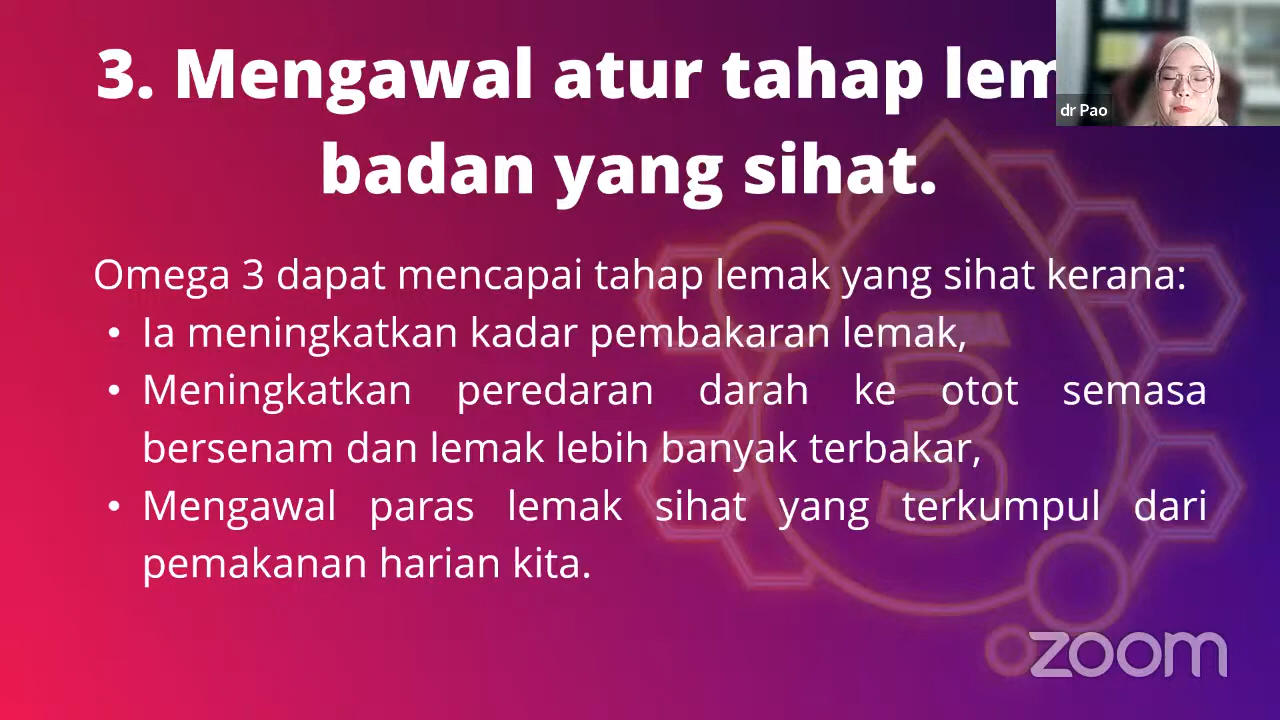 3. Mengawal atur tahap lem
badan yang sihat.
dr Pao
Omega 3 dapat mencapai tahap lemak yang sihat kerana:
• Ia meningkatkan kadar pembakaran lemak,
• Meningkatkan peredaran darah ke otot semasa
bersenam dan lemak lebih banyak terbakar,
• Mengawal paras lemak sihat yang terkumpul dari
pemakanan harian kita.
3
zoom